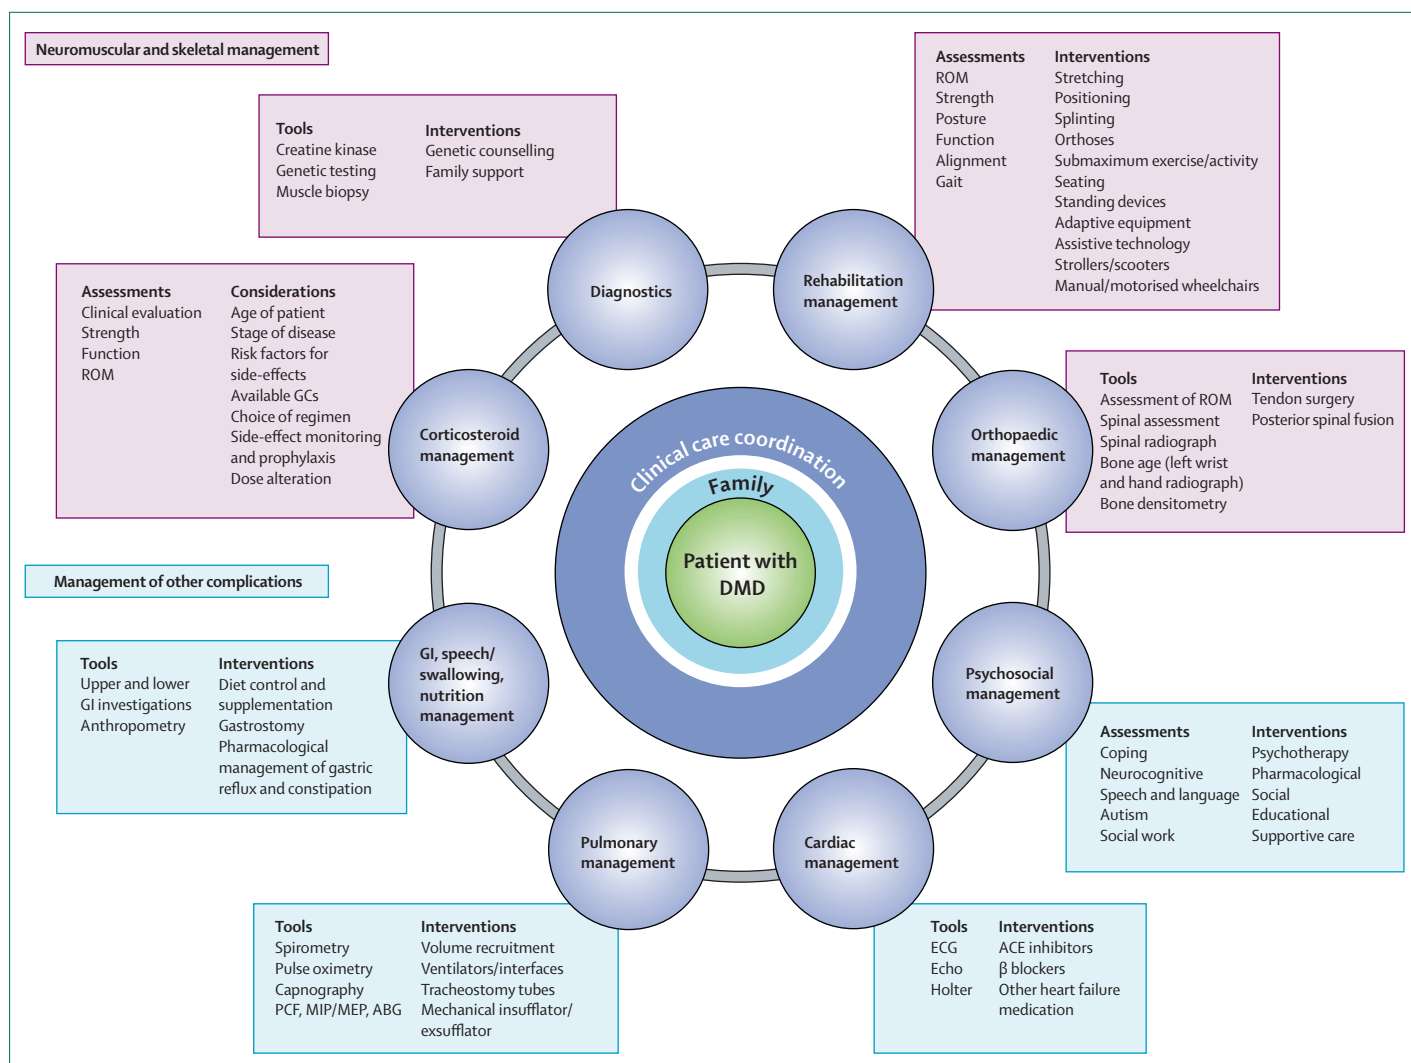 Neuromuscular and skeletal management
Tools
Creatine kinase
Genetic testing
Muscle biopsy
Interventions
Genetic counselling
Family support
Diagnostics
Assessments
ROM
Strength
Posture
Function
Alignment
Gait
Interventions
Stretching
Positioning
Splinting
Orthoses
Submaximum exercise/activity
Seating
Standing devices
Adaptive equipment
Assistive technology
Strollers/scooters
Manual/motorised wheelchairs
Rehabilitation
management
Assessments
Clinical evaluation
Strength
Function
ROM
Considerations
Age of patient
Stage of disease
Risk factors for
side-effects
Available GCs
Choice of regimen
Side-effect monitoring
and prophylaxis
Dose alteration
Corticosteroid
management
Tools
Assessment of ROM
Spinal assessment
Spinal radiograph
Bone age (left wrist
and hand radiograph)
Bone densitometry
Interventions
Tendon surgery
Posterior spinal fusion
Orthopaedic
management
Clinical care coordination
Family
Patient with
DMD
Management of other complications
Tools
Upper and lower
GI investigations
Anthropometry
Interventions
Diet control and
supplementation
Gastrostomy
Pharmacological
management of gastric
reflux and constipation
GI, speech/
swallowing,
nutrition
management
Psychosocial
management
Assessments
Coping
Neurocognitive
Speech and language
Autism
Social work
Interventions
Psychotherapy
Pharmacological
Social
Educational
Supportive care
Pulmonary
management
Tools
Spirometry
Pulse oximetry
Capnography
PCF, MIP/MEP, ABG
Interventions
Volume recruitment
Ventilators/interfaces
Tracheostomy tubes
Mechanical insufflator/
exsufflator
Cardiac
management
Tools
ECG
Echo
Holter
Interventions
ACE inhibitors
β blockers
Other heart failure
medication